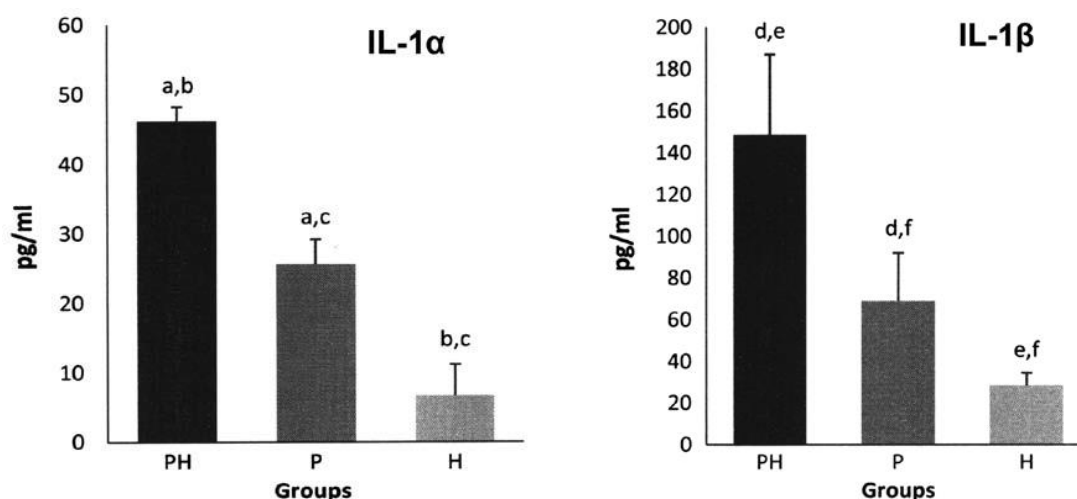 IL-1α
60
50
40
30
20
10
0
pg/ml
a,b
a,c
b,c
PH P H
Groups
IL-1β
200
180
160
140
120
100
80
60
40
20
0
pg/ml
d,e
d,f
e,f
PH P H
Groups